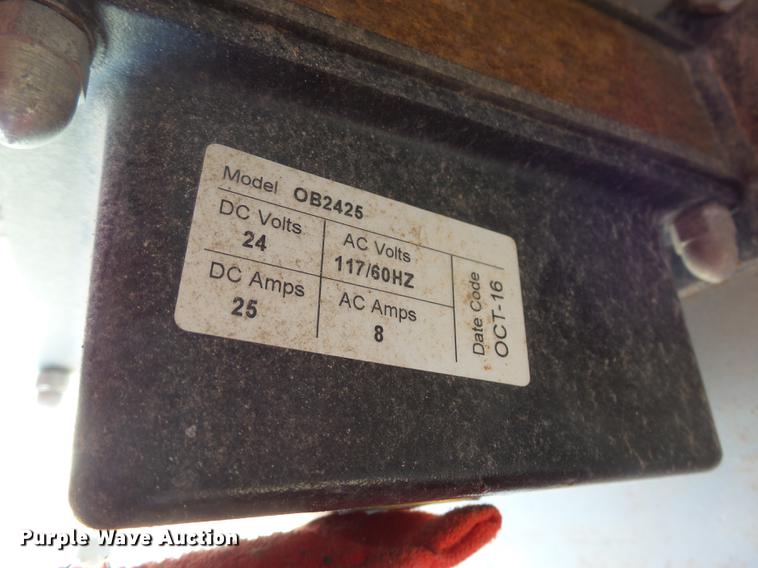 Model OB2425
DC Volts
24
AC Volts
117/60HZ
DC Amps
25
AC Amps
8
Date Code
OCT-16
Purple Wave Auction